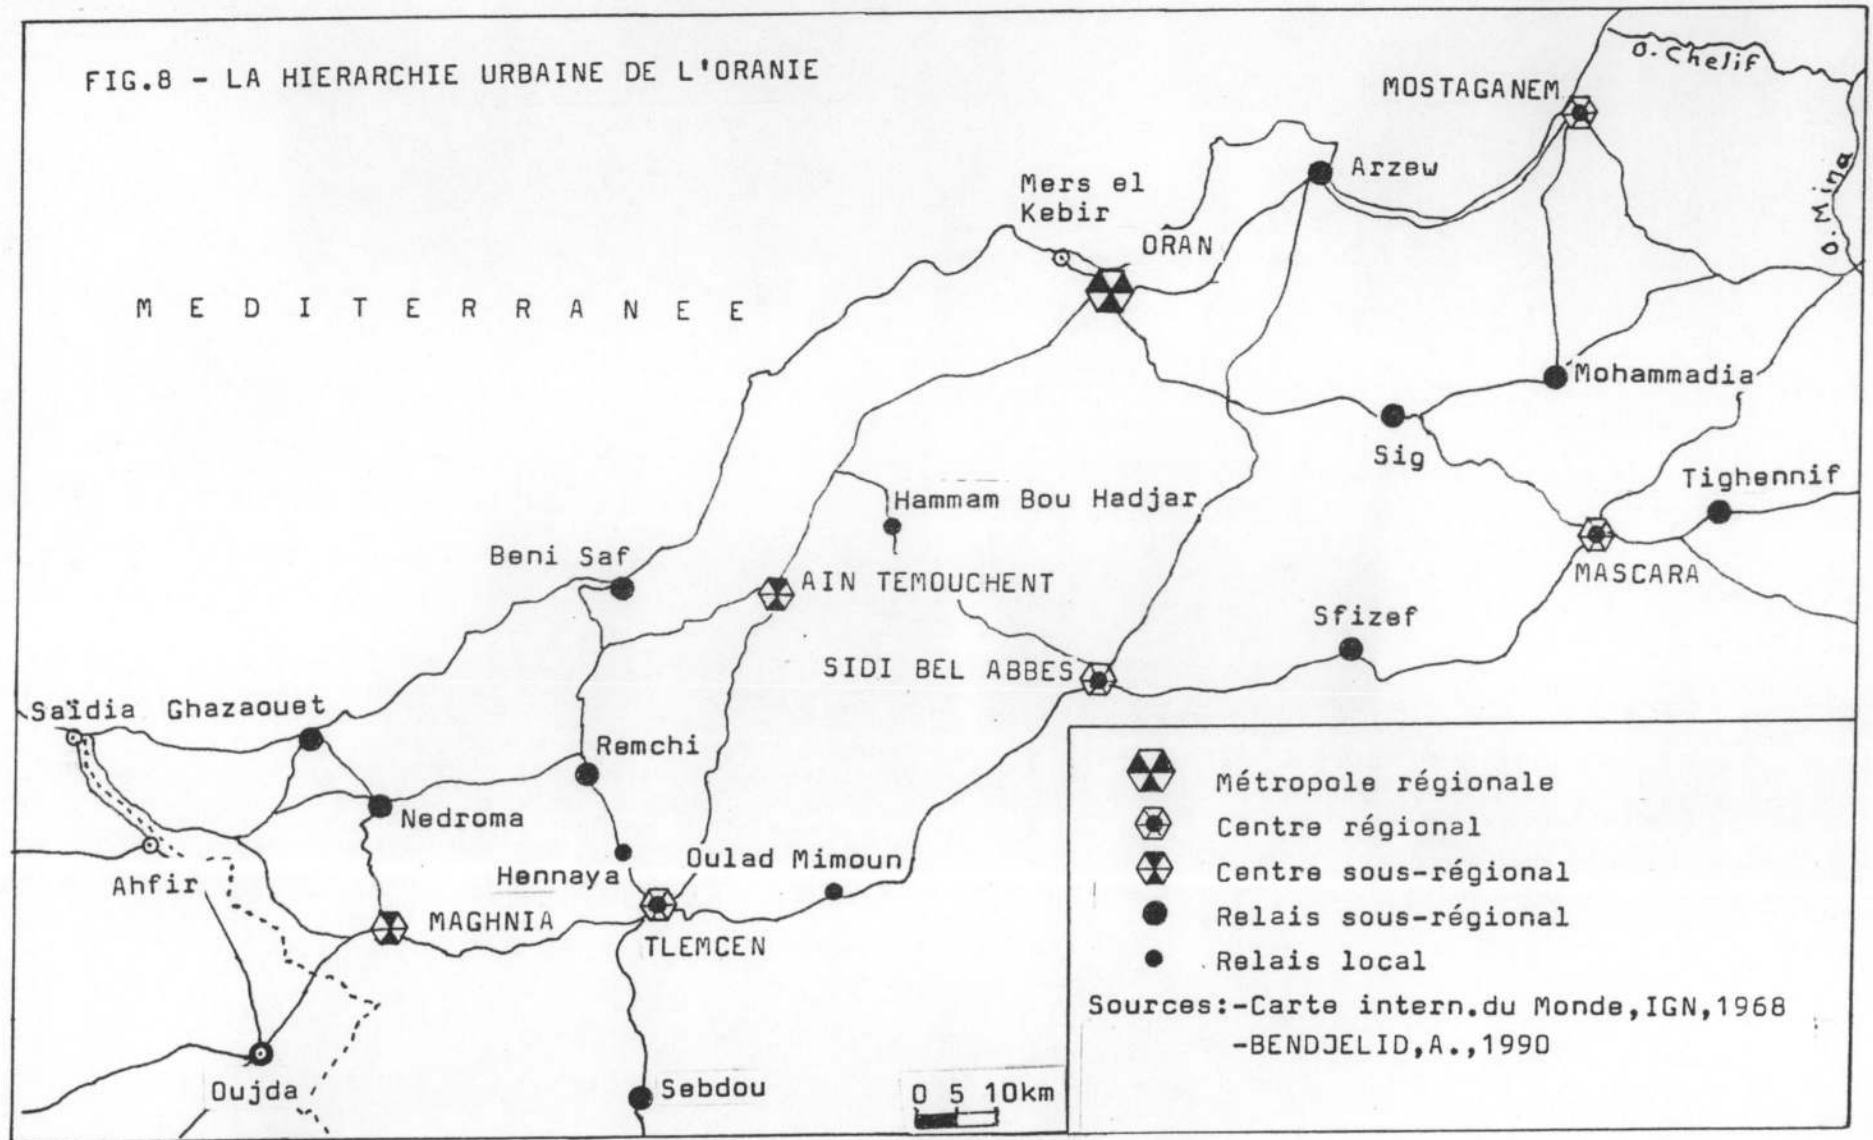 FIG.8 - LA HIERARCHIE URBAINE DE L'ORANIE
O. Chelif
MOSTAGANEM
Arzew
Mers el
Kebir
O. Mina
ORAN
MEDITERRANEE
Mohammadia
Sig
Tighennif
Hammam Bou Hadjar
Beni Saf
AIN TEMOUCHENT
MASCARA
Sfizef
SIDI BEL ABBES
Saïdia
Ghazaouet
Remchi
Nedroma
Oulad Mimoun
Hennaya
Ahfir
MAGHNIA
TLEMCEN
Oujda
Sebdou
0 5 10km
Métropole régionale
Centre régional
Centre sous-régional
Relais sous-régional
Relais local
Sources:-Carte intern.du Monde,IGN,1968
-BENDJELID,A.,1990